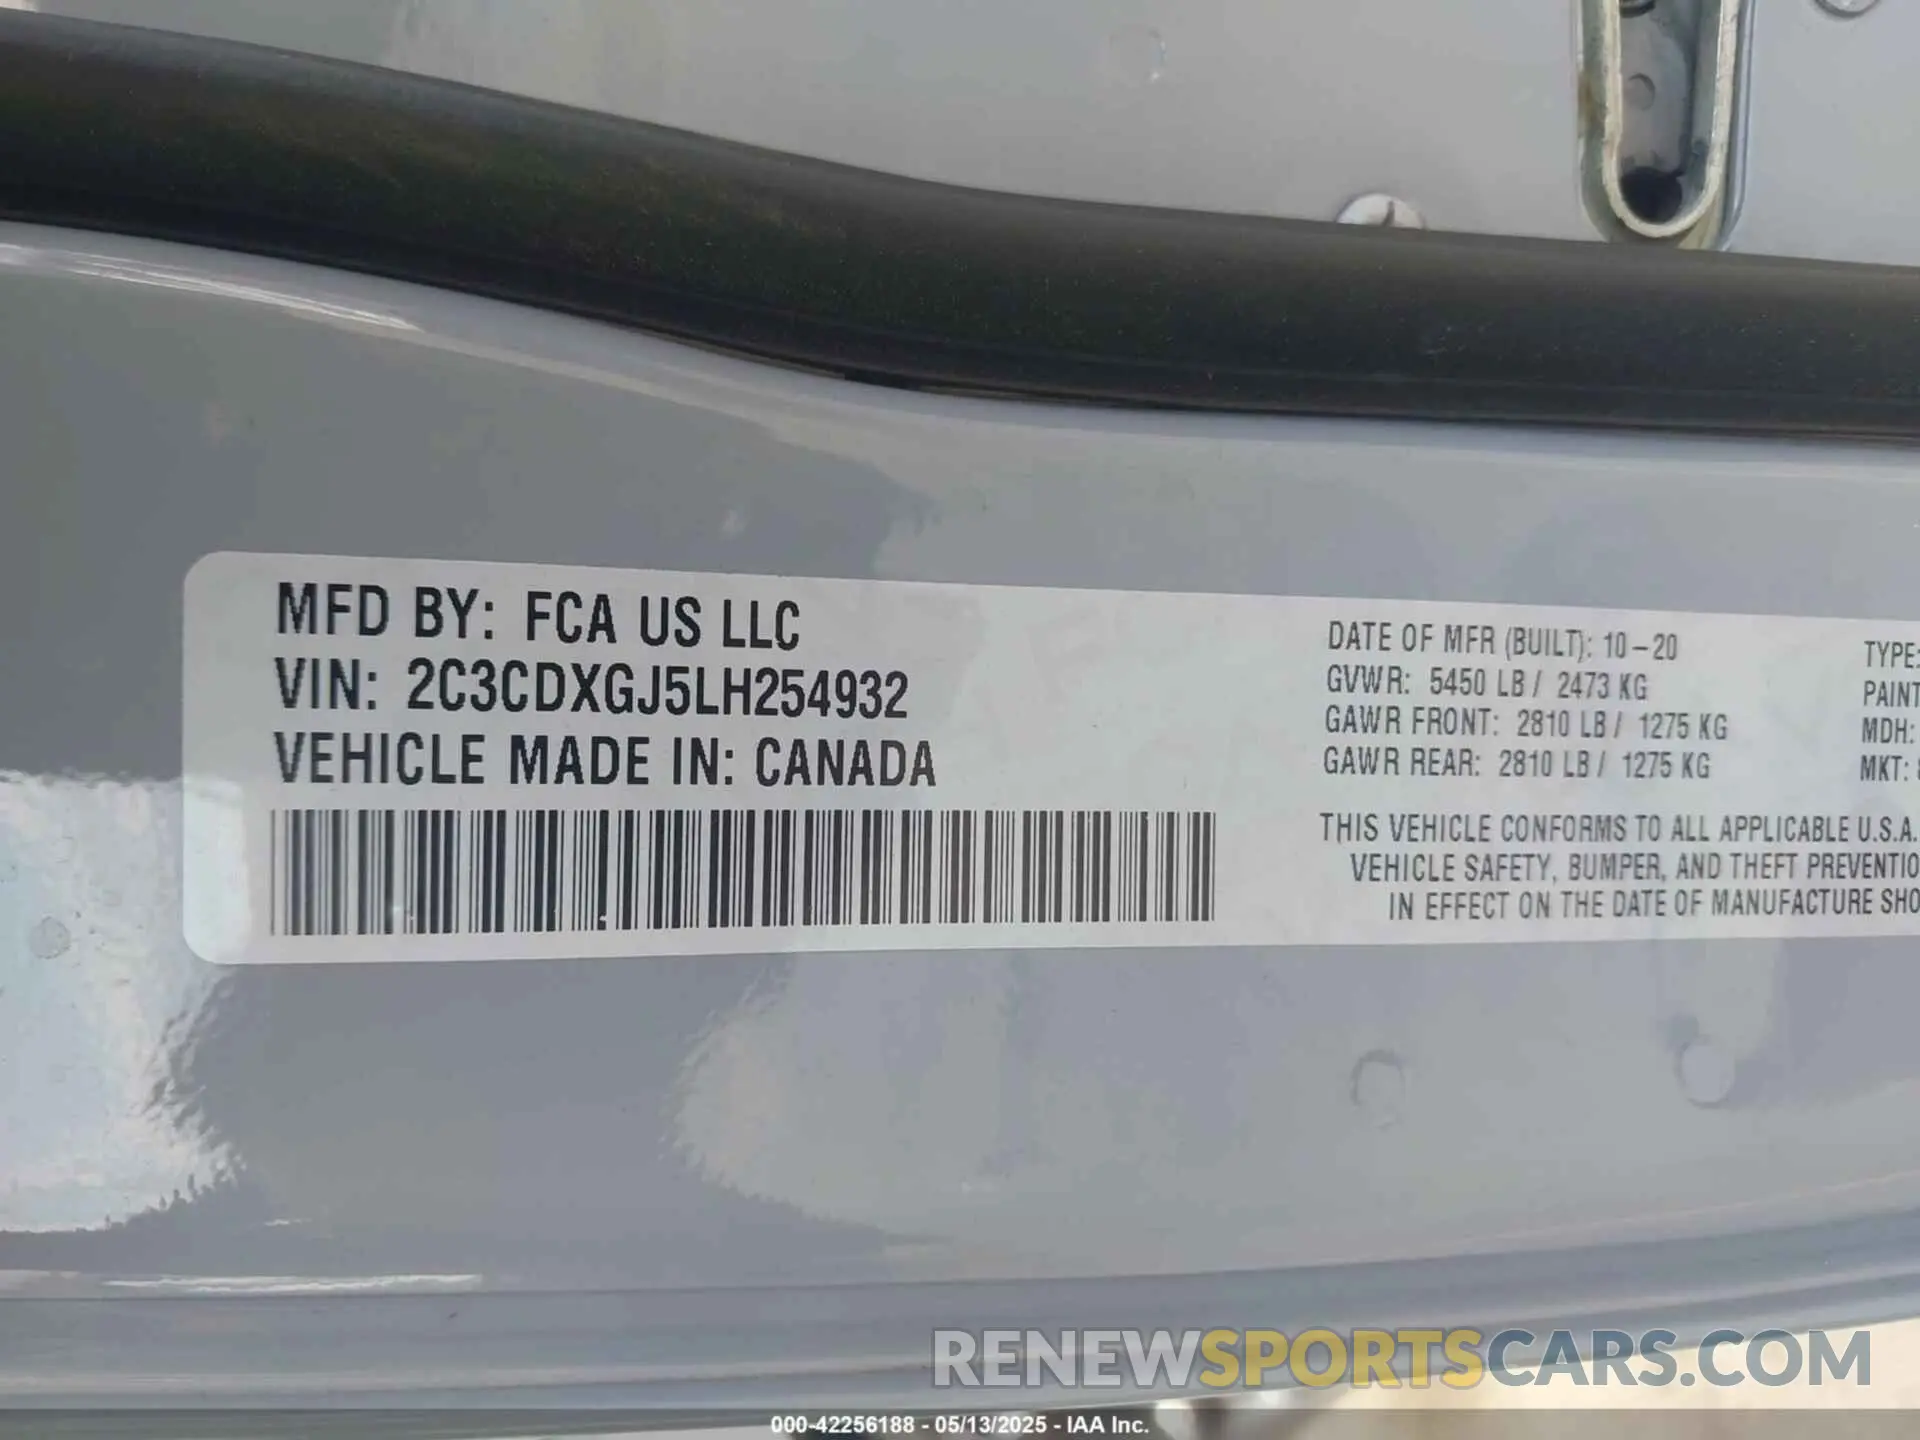 MFD BY: FCA US LLC
VIN: 2C3CDXGJ5LH254932
VEHICLE MADE IN: CANADA
DATE OF MFR (BUILT): 10-20
GVWR: 5450 LB / 2473 KG
GAWR FRONT: 2810 LB / 1275 KG
GAWR REAR: 2810 LB / 1275 KG
THIS VEHICLE CONFORMS TO ALL APPLICABLE U.S.A.
VEHICLE SAFETY, BUMPER, AND THEFT PREVENTIO
IN EFFECT ON THE DATE OF MANUFACTURE SHO
TYPE:
PAINT
MDH:
MKT:
RENEWSPORTSCARS.COM
000-42256188 - 05/13/2025 - IAA Inc.